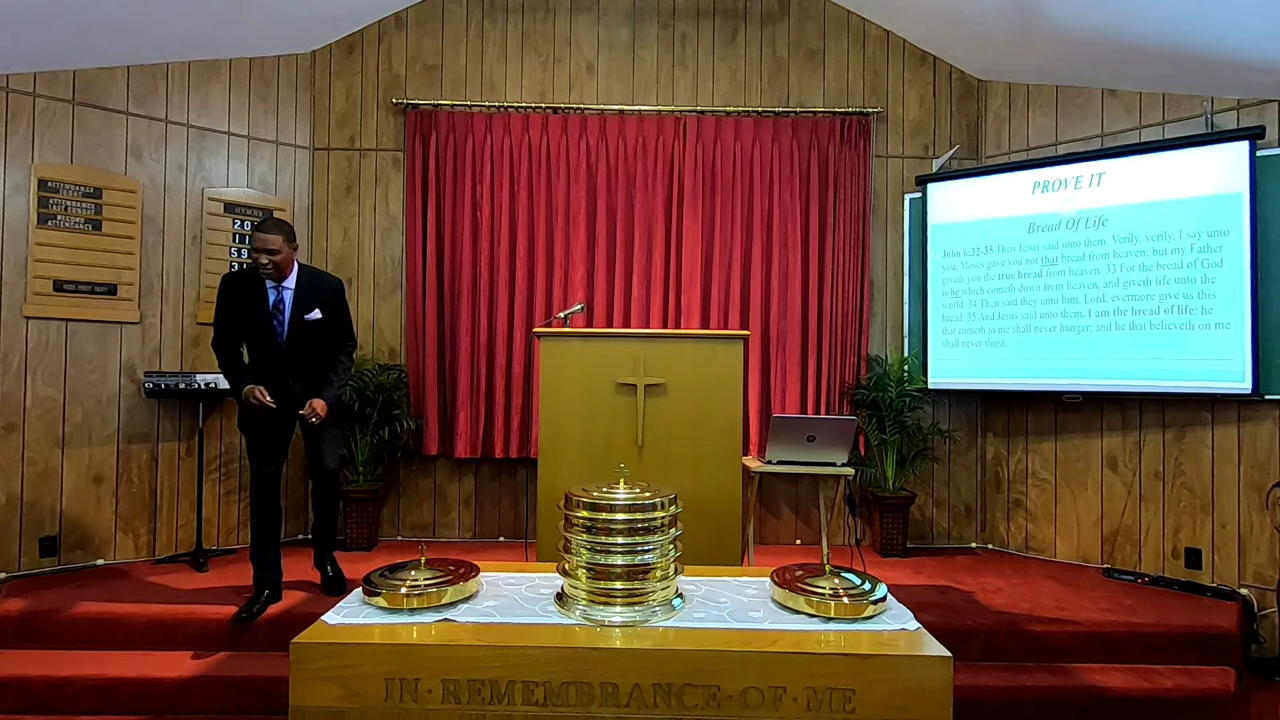 ATTENDANCE
TODAY
ATTENDANCE
LAST SUNDAY
RECORD
ATTENDANCE
HYMNS
20
11
59
3
PROVE IT
Bread Of Life
John 6:32-35 Then Jesus said unto them, Verily, verily, I say unto
you, Moses gave you not that bread from heaven; but my Father
giveth you the true bread from heaven. 33 For the bread of God
is he which cometh down from heaven, and giveth life unto the
world. 34 Then said they unto him, Lord, evermore give us this
bread. 35 And Jesus said unto them, I am the bread of life: he
that cometh to me shall never hunger; and he that believeth on me
shall never thirst.
IN·REMEMBRANCE·OF·ME